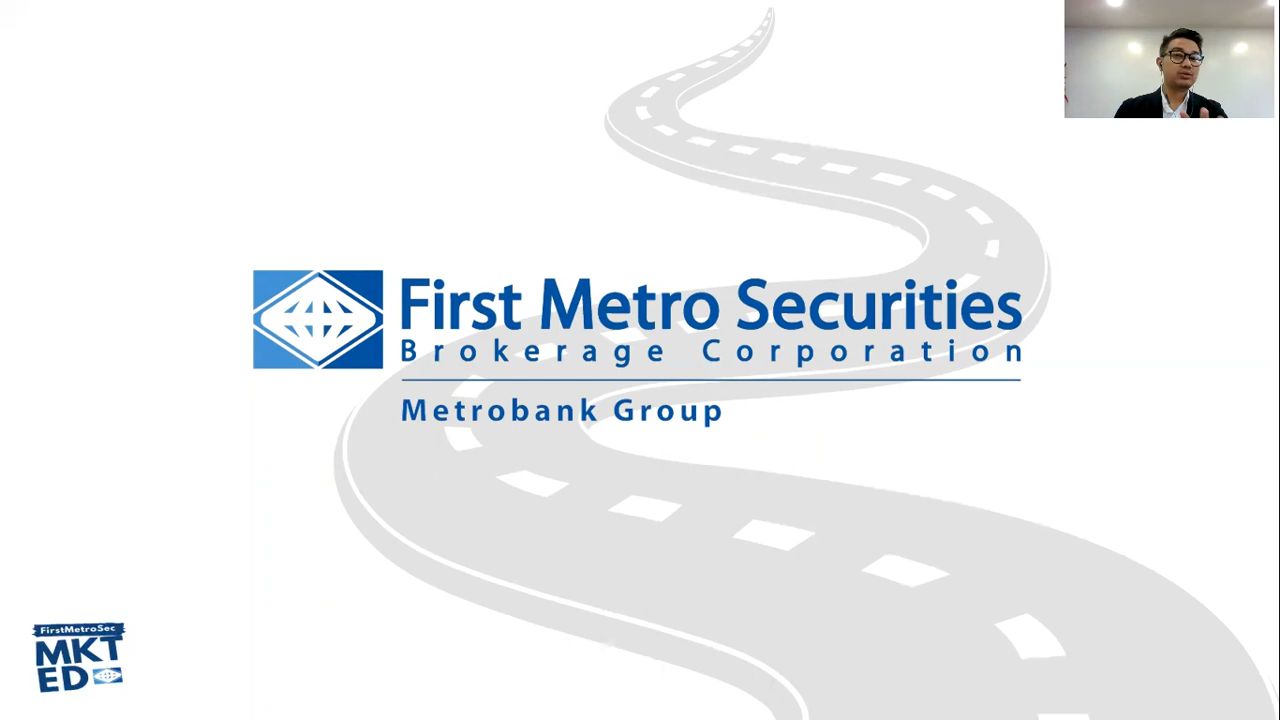 First Metro Securities
Brokerage Corporation
Metrobank Group
FirstMetroSec
MKT
ED